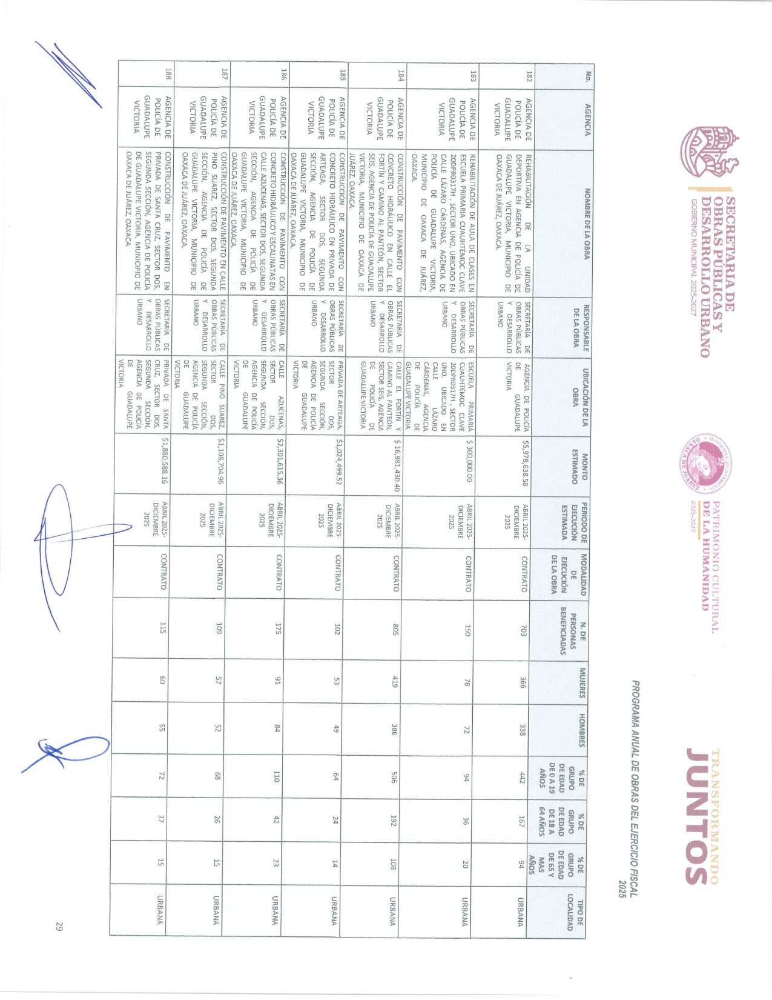 SECRETARÍA DE
OBRAS PÚBLICAS Y
DESARROLLO URBANO
GOBIERNO MUNICIPAL 2025-2027
HONORABLE AYUNTAMIENTO
OAXACA DE JUÁREZ
PATRIMONIO CULTURAL
DE LA HUMANIDAD
2025-2027
TRANSFORMANDO
JUNTOS
PROGRAMA ANUAL DE OBRAS DEL EJERCICIO FISCAL
2025
No.
AGENCIA
NOMBRE DE LA OBRA
RESPONSABLE
DE LA OBRA
UBICACIÓN DE LA
OBRA
MONTO
ESTIMADO
PERIODO DE
EJECUCIÓN
ESTIMADA
MODALIDAD
DE
EJECUCIÓN
DE LA OBRA
N. DE
PERSONAS
BENEFICIADAS
MUJERES
HOMBRES
% DE
GRUPO
DE EDAD
DE 0 A 19
AÑOS
% DE
GRUPO
DE EDAD
DE 18 A
64 AÑOS
% DE
GRUPO
DE EDAD
DE 65 Y
MAS
AÑOS
TIPO DE
LOCALIDAD
182
AGENCIA DE
POLICÍA DE
GUADALUPE
VICTORIA
REHABILITACIÓN DE LA UNIDAD
DEPORTIVA EN AGENCIA DE POLICÍA DE
GUADALUPE VICTORIA, MUNICIPIO DE
OAXACA DE JUÁREZ, OAXACA.
SECRETARÍA DE
OBRAS PÚBLICAS
Y DESARROLLO
URBANO
AGENCIA DE POLICÍA
DE GUADALUPE
VICTORIA
$5,978,638.58
ABRIL 2025-
DICIEMBRE
2025
CONTRATO
703
366
338
442
167
94
URBANA
183
AGENCIA DE
POLICÍA DE
GUADALUPE
VICTORIA
REHABILITACIÓN DE AULA DE CLASES EN
ESCUELA PRIMARIA CUAUHTÉMOC CLAVE
20DPR0317H , SECTOR UNO, UBICADO EN
CALLE LÁZARO CÁRDENAS, AGENCIA DE
POLICÍA DE GUADALUPE VICTORIA,
MUNICIPIO DE OAXACA DE JUÁREZ,
OAXACA.
SECRETARÍA DE
OBRAS PÚBLICAS
Y DESARROLLO
URBANO
ESCUELA PRIMARIA
CUAUHTÉMOC CLAVE
20DPR0317H , SECTOR
UNO, UBICADO EN
CALLE LÁZARO
CÁRDENAS, AGENCIA
DE POLICÍA DE
GUADALUPE VICTORIA
$ 300,000.00
ABRIL 2025-
DICIEMBRE
2025
CONTRATO
150
78
72
94
36
20
URBANA
184
AGENCIA DE
POLICÍA DE
GUADALUPE
VICTORIA
CONSTRUCCIÓN DE PAVIMENTO CON
CONCRETO HIDRÁULICO EN CALLE EL
FORTÍN Y CAMINO AL PANTEÓN, SECTOR
SEIS, AGENCIA DE POLICÍA DE GUADALUPE
VICTORIA, MUNICIPIO DE OAXACA DE
JUÁREZ, OAXACA.
SECRETARÍA DE
OBRAS PÚBLICAS
Y DESARROLLO
URBANO
CALLE EL FORTÍN Y
CAMINO AL PANTEÓN,
SECTOR SEIS, AGENCIA
DE POLICÍA DE
GUADALUPE VICTORIA
$ 16,981,430.40
ABRIL 2025-
DICIEMBRE
2025
CONTRATO
805
419
386
506
192
108
URBANA
185
AGENCIA DE
POLICÍA DE
GUADALUPE
VICTORIA
CONSTRUCCIÓN DE PAVIMENTO CON
CONCRETO HIDRÁULICO EN PRIVADA DE
ARTEAGA, SECTOR DOS, SEGUNDA
SECCIÓN, AGENCIA DE POLICÍA DE
GUADALUPE VICTORIA, MUNICIPIO DE
OAXACA DE JUÁREZ, OAXACA.
SECRETARÍA DE
OBRAS PÚBLICAS
Y DESARROLLO
URBANO
PRIVADA DE ARTEAGA,
SECTOR DOS,
SEGUNDA SECCIÓN,
AGENCIA DE POLICÍA
DE GUADALUPE
VICTORIA
$1,024,499.52
ABRIL 2025-
DICIEMBRE
2025
CONTRATO
102
53
49
64
24
14
URBANA
186
AGENCIA DE
POLICÍA DE
GUADALUPE
VICTORIA
CONSTRUCCIÓN DE PAVIMENTO CON
CONCRETO HIDRÁULICO Y ESCALINATAS EN
CALLE AZUCENAS, SECTOR DOS, SEGUNDA
SECCIÓN, AGENCIA DE POLICÍA DE
GUADALUPE VICTORIA, MUNICIPIO DE
OAXACA DE JUÁREZ, OAXACA.
SECRETARÍA DE
OBRAS PÚBLICAS
Y DESARROLLO
URBANO
CALLE AZUCENAS,
SECTOR DOS,
SEGUNDA SECCIÓN,
AGENCIA DE POLICÍA
DE GUADALUPE
VICTORIA
$2,301,615.36
ABRIL 2025-
DICIEMBRE
2025
CONTRATO
175
91
84
110
42
23
URBANA
187
AGENCIA DE
POLICÍA DE
GUADALUPE
VICTORIA
CONSTRUCCIÓN DE PAVIMENTO EN CALLE
PINO SUAREZ, SECTOR DOS, SEGUNDA
SECCIÓN, AGENCIA DE POLICÍA DE
GUADALUPE VICTORIA, MUNICIPIO DE
OAXACA DE JUÁREZ, OAXACA.
SECRETARÍA DE
OBRAS PÚBLICAS
Y DESARROLLO
URBANO
CALLE PINO SUAREZ,
SECTOR DOS,
SEGUNDA SECCIÓN,
AGENCIA DE POLICÍA
DE GUADALUPE
VICTORIA
$1,108,704.96
ABRIL 2025-
DICIEMBRE
2025
CONTRATO
109
57
52
68
26
15
URBANA
188
AGENCIA DE
POLICÍA DE
GUADALUPE
VICTORIA
CONSTRUCCIÓN DE PAVIMENTO EN
PRIVADA DE SANTA CRUZ, SECTOR DOS,
SEGUNDA SECCIÓN, AGENCIA DE POLICÍA
DE GUADALUPE VICTORIA, MUNICIPIO DE
OAXACA DE JUÁREZ, OAXACA.
SECRETARÍA DE
OBRAS PÚBLICAS
Y DESARROLLO
URBANO
PRIVADA DE SANTA
CRUZ, SECTOR DOS,
SEGUNDA SECCIÓN,
AGENCIA DE POLICÍA
DE GUADALUPE
VICTORIA
$1,880,588.16
ABRIL 2025-
DICIEMBRE
2025
CONTRATO
115
60
55
72
27
15
URBANA
29